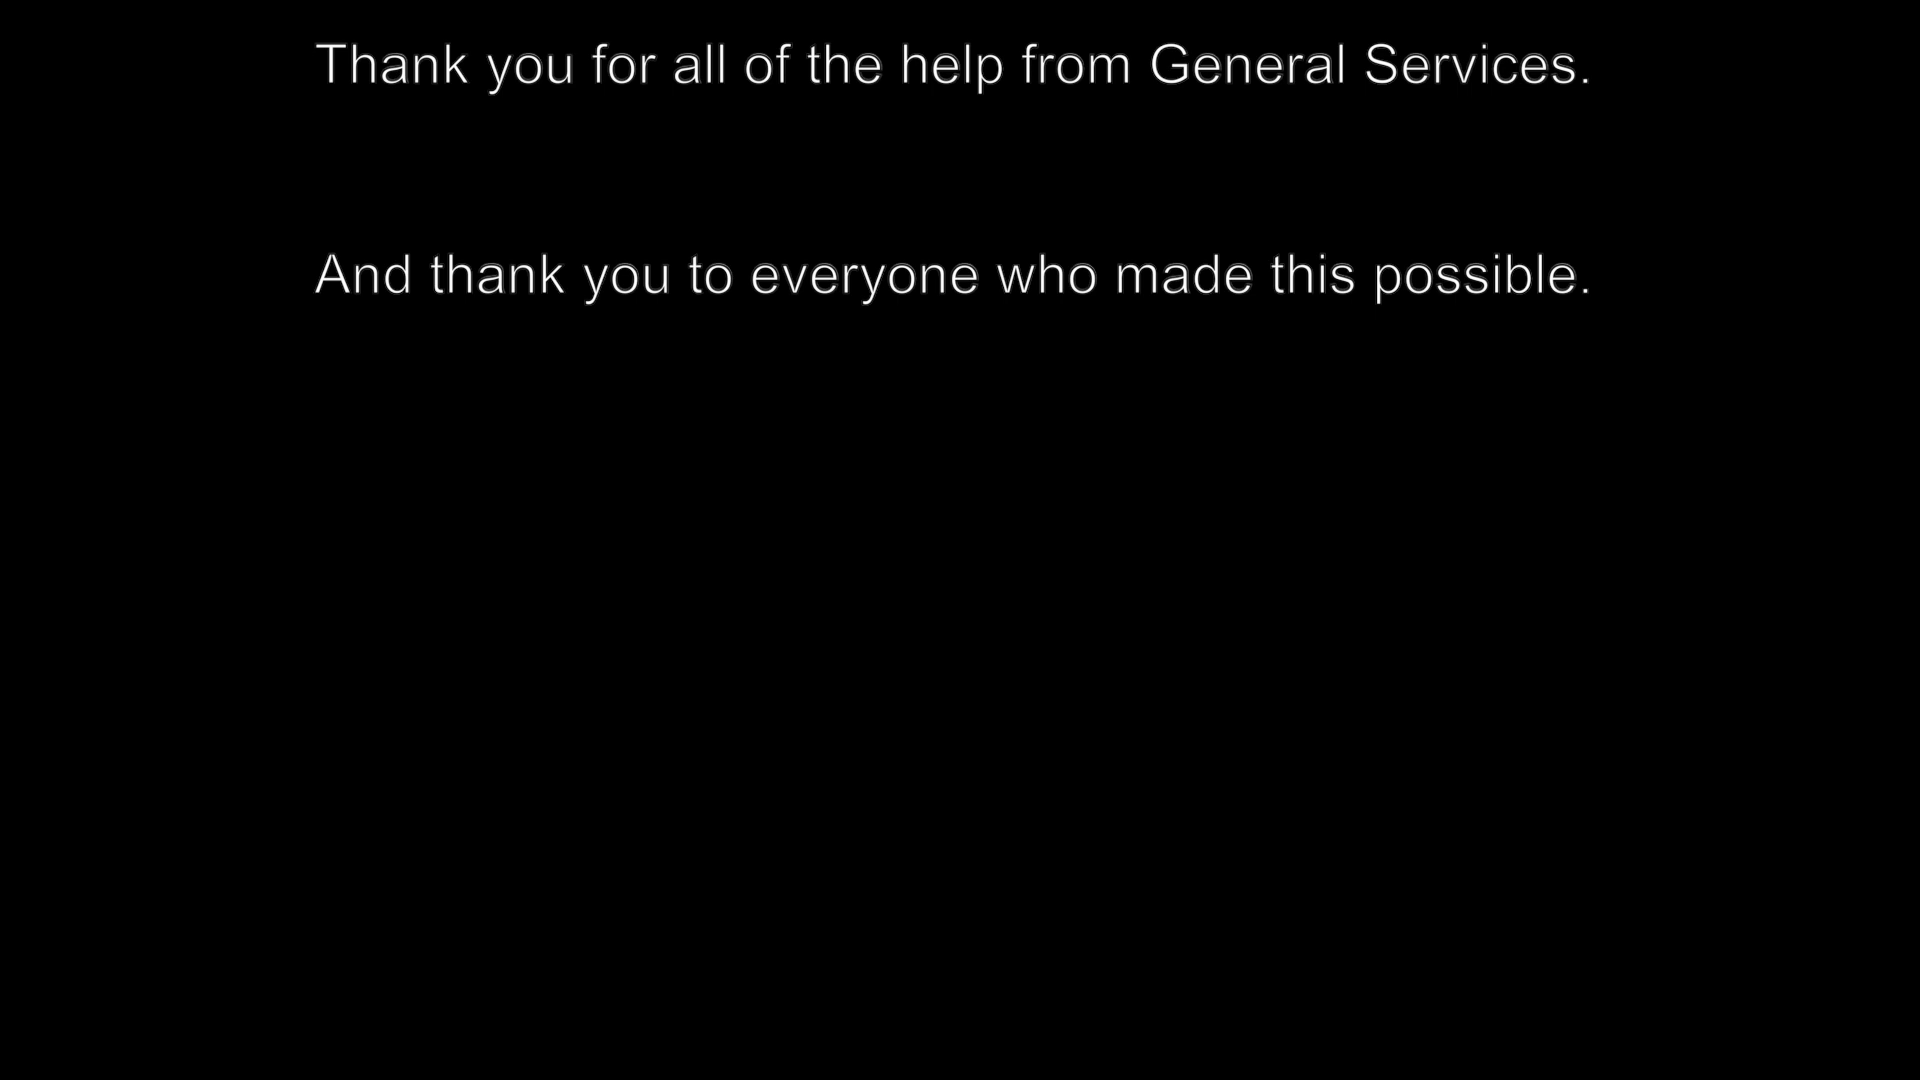 Thank you for all of the help from General Services.
And thank you to everyone who made this possible.